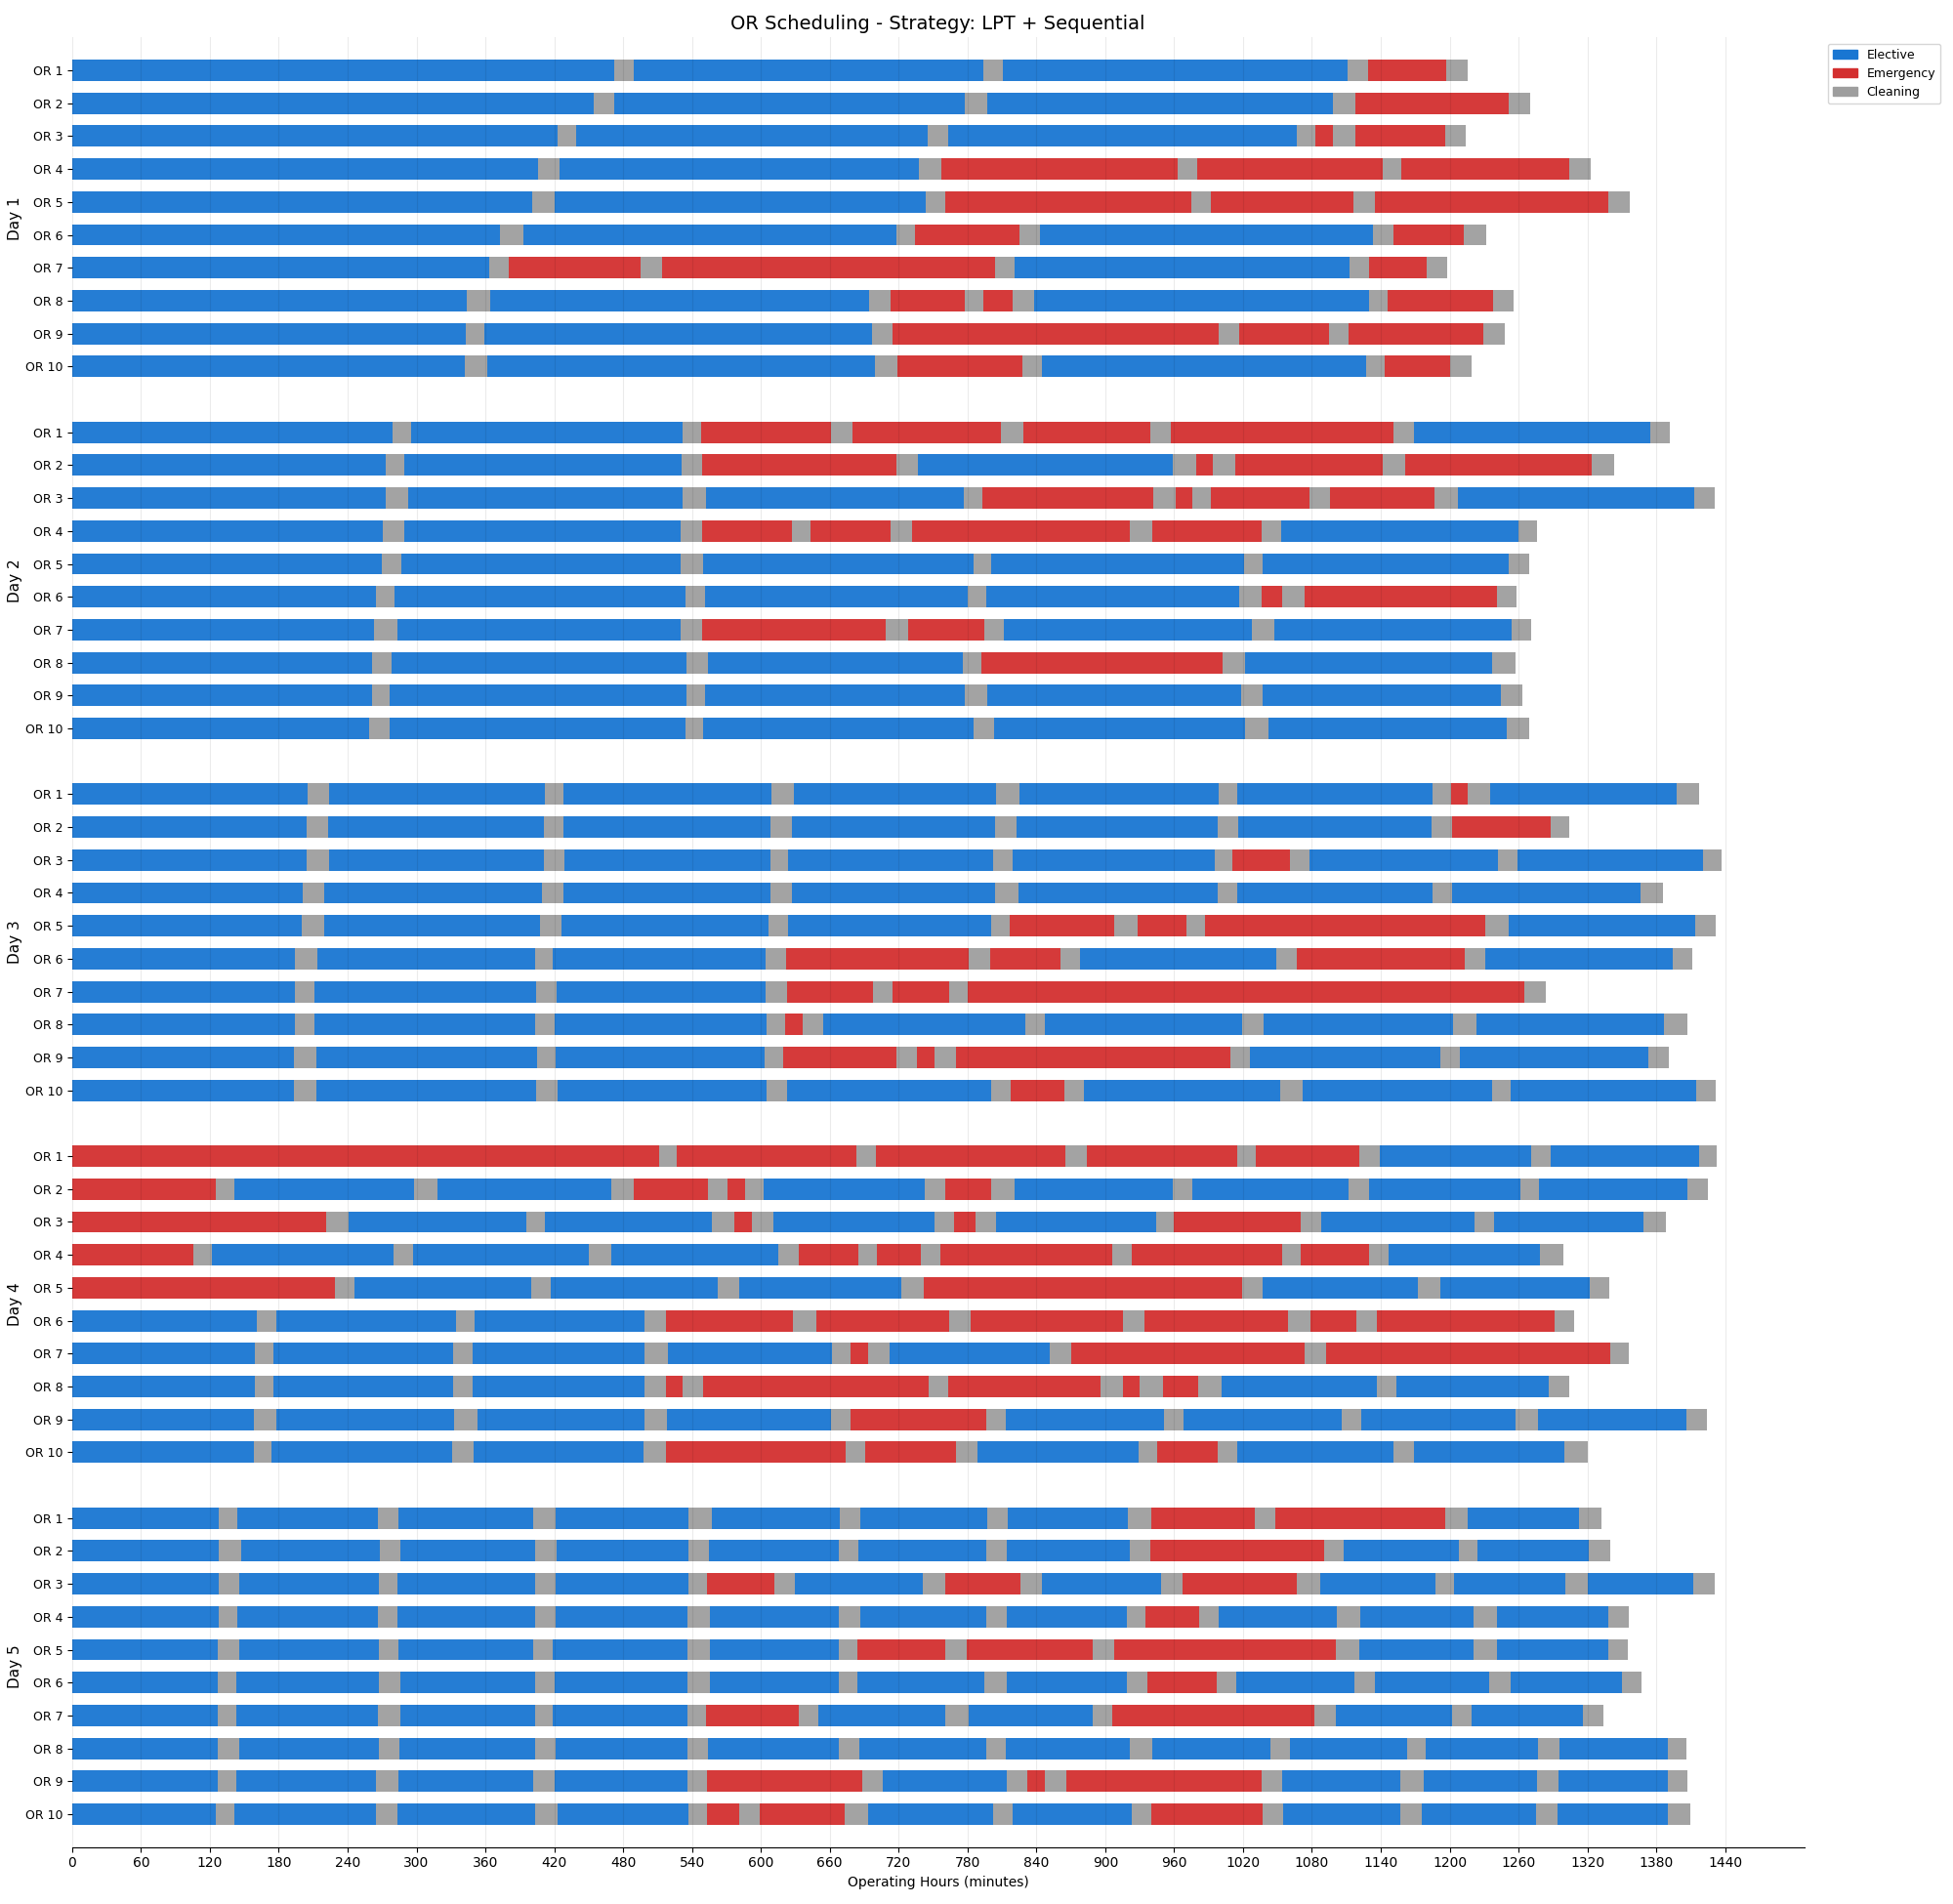 OR Scheduling - Strategy: LPT + Sequential
Elective
Emergency
Cleaning
Day 1
OR 1
OR 2
OR 3
OR 4
OR 5
OR 6
OR 7
OR 8
OR 9
OR 10
Day 2
OR 1
OR 2
OR 3
OR 4
OR 5
OR 6
OR 7
OR 8
OR 9
OR 10
Day 3
OR 1
OR 2
OR 3
OR 4
OR 5
OR 6
OR 7
OR 8
OR 9
OR 10
Day 4
OR 1
OR 2
OR 3
OR 4
OR 5
OR 6
OR 7
OR 8
OR 9
OR 10
Day 5
OR 1
OR 2
OR 3
OR 4
OR 5
OR 6
OR 7
OR 8
OR 9
OR 10
0 60 120 180 240 300 360 420 480 540 600 660 720 780 840 900 960 1020 1080 1140 1200 1260 1320 1380 1440
Operating Hours (minutes)